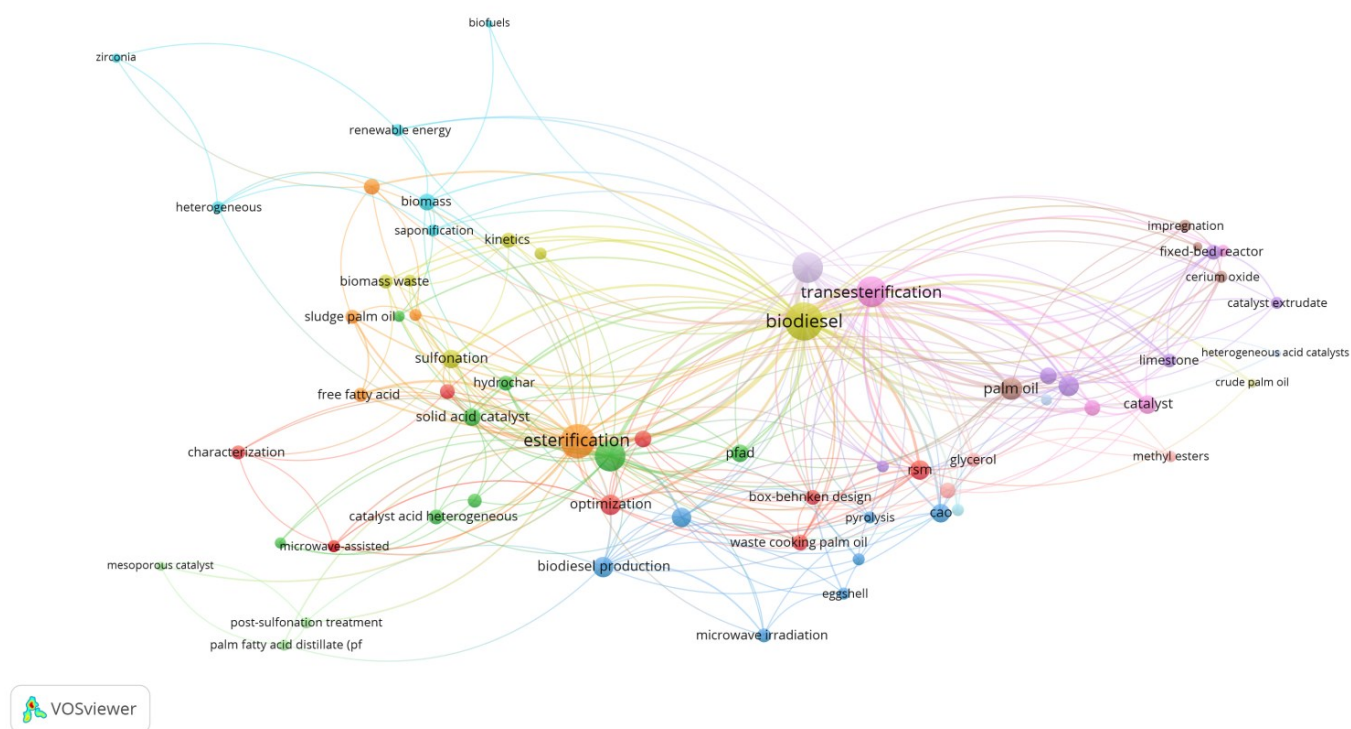 biofuels
zirconia
renewable energy
biomass
heterogeneous
saponification
kinetics
biomass waste
sludge palm oil
sulfonation
hydrochar
free fatty acid
solid acid catalyst
esterification
characterization
optimization
catalyst acid heterogeneous
microwave-assisted
mesoporous catalyst
biodiesel production
post-sulfonation treatment
palm fatty acid distillate (pf
transesterification
biodiesel
impregnation
fixed-bed reactor
cerium oxide
catalyst extrudate
limestone
heterogeneous acid catalysts
crude palm oil
palm oil
catalyst
methyl esters
pfad
rsm
glycerol
box-behnken design
pyrolysis
cao
waste cooking palm oil
eggshell
microwave irradiation
VOSviewer